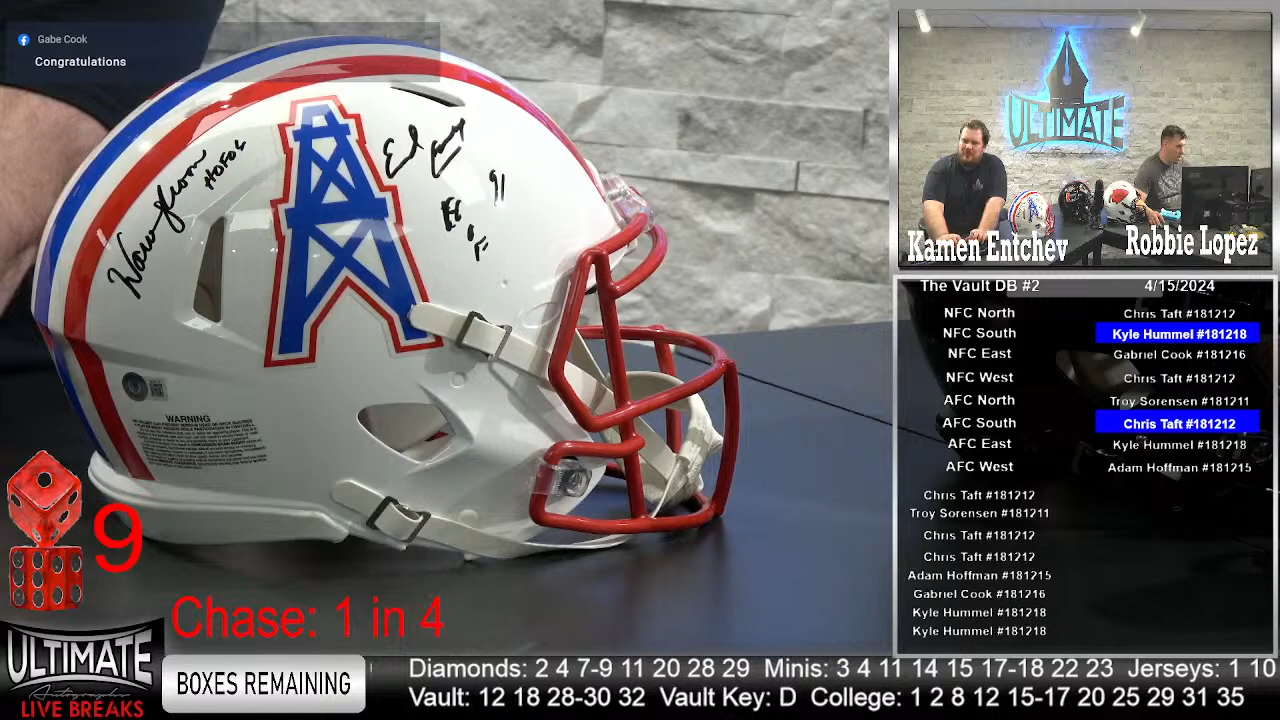 Gabe Cook
Congratulations
HOF06
91
WARNING
9
Chase: 1 in 4
ULTIMATE
Autographs
LIVE BREAKS
BOXES REMAINING
Diamonds: 2 4 7-9 11 20 28 29 Minis: 3 4 11 14 15 17-18 22 23 Jerseys: 1 10
Vault: 12 18 28-30 32 Vault Key: D College: 1 2 8 12 15-17 20 25 29 31 35
ULTIMATE
Kamen Entchev
Robbie Lopez
The Vault DB #2 4/15/2024
NFC North Chris Taft #181212
NFC South Kyle Hummel #181218
NFC East Gabriel Cook #181216
NFC West Chris Taft #181212
AFC North Troy Sorensen #181211
AFC South Chris Taft #181212
AFC East Kyle Hummel #181218
AFC West Adam Hoffman #181215
Chris Taft #181212
Troy Sorensen #181211
Chris Taft #181212
Chris Taft #181212
Adam Hoffman #181215
Gabriel Cook #181216
Kyle Hummel #181218
Kyle Hummel #181218